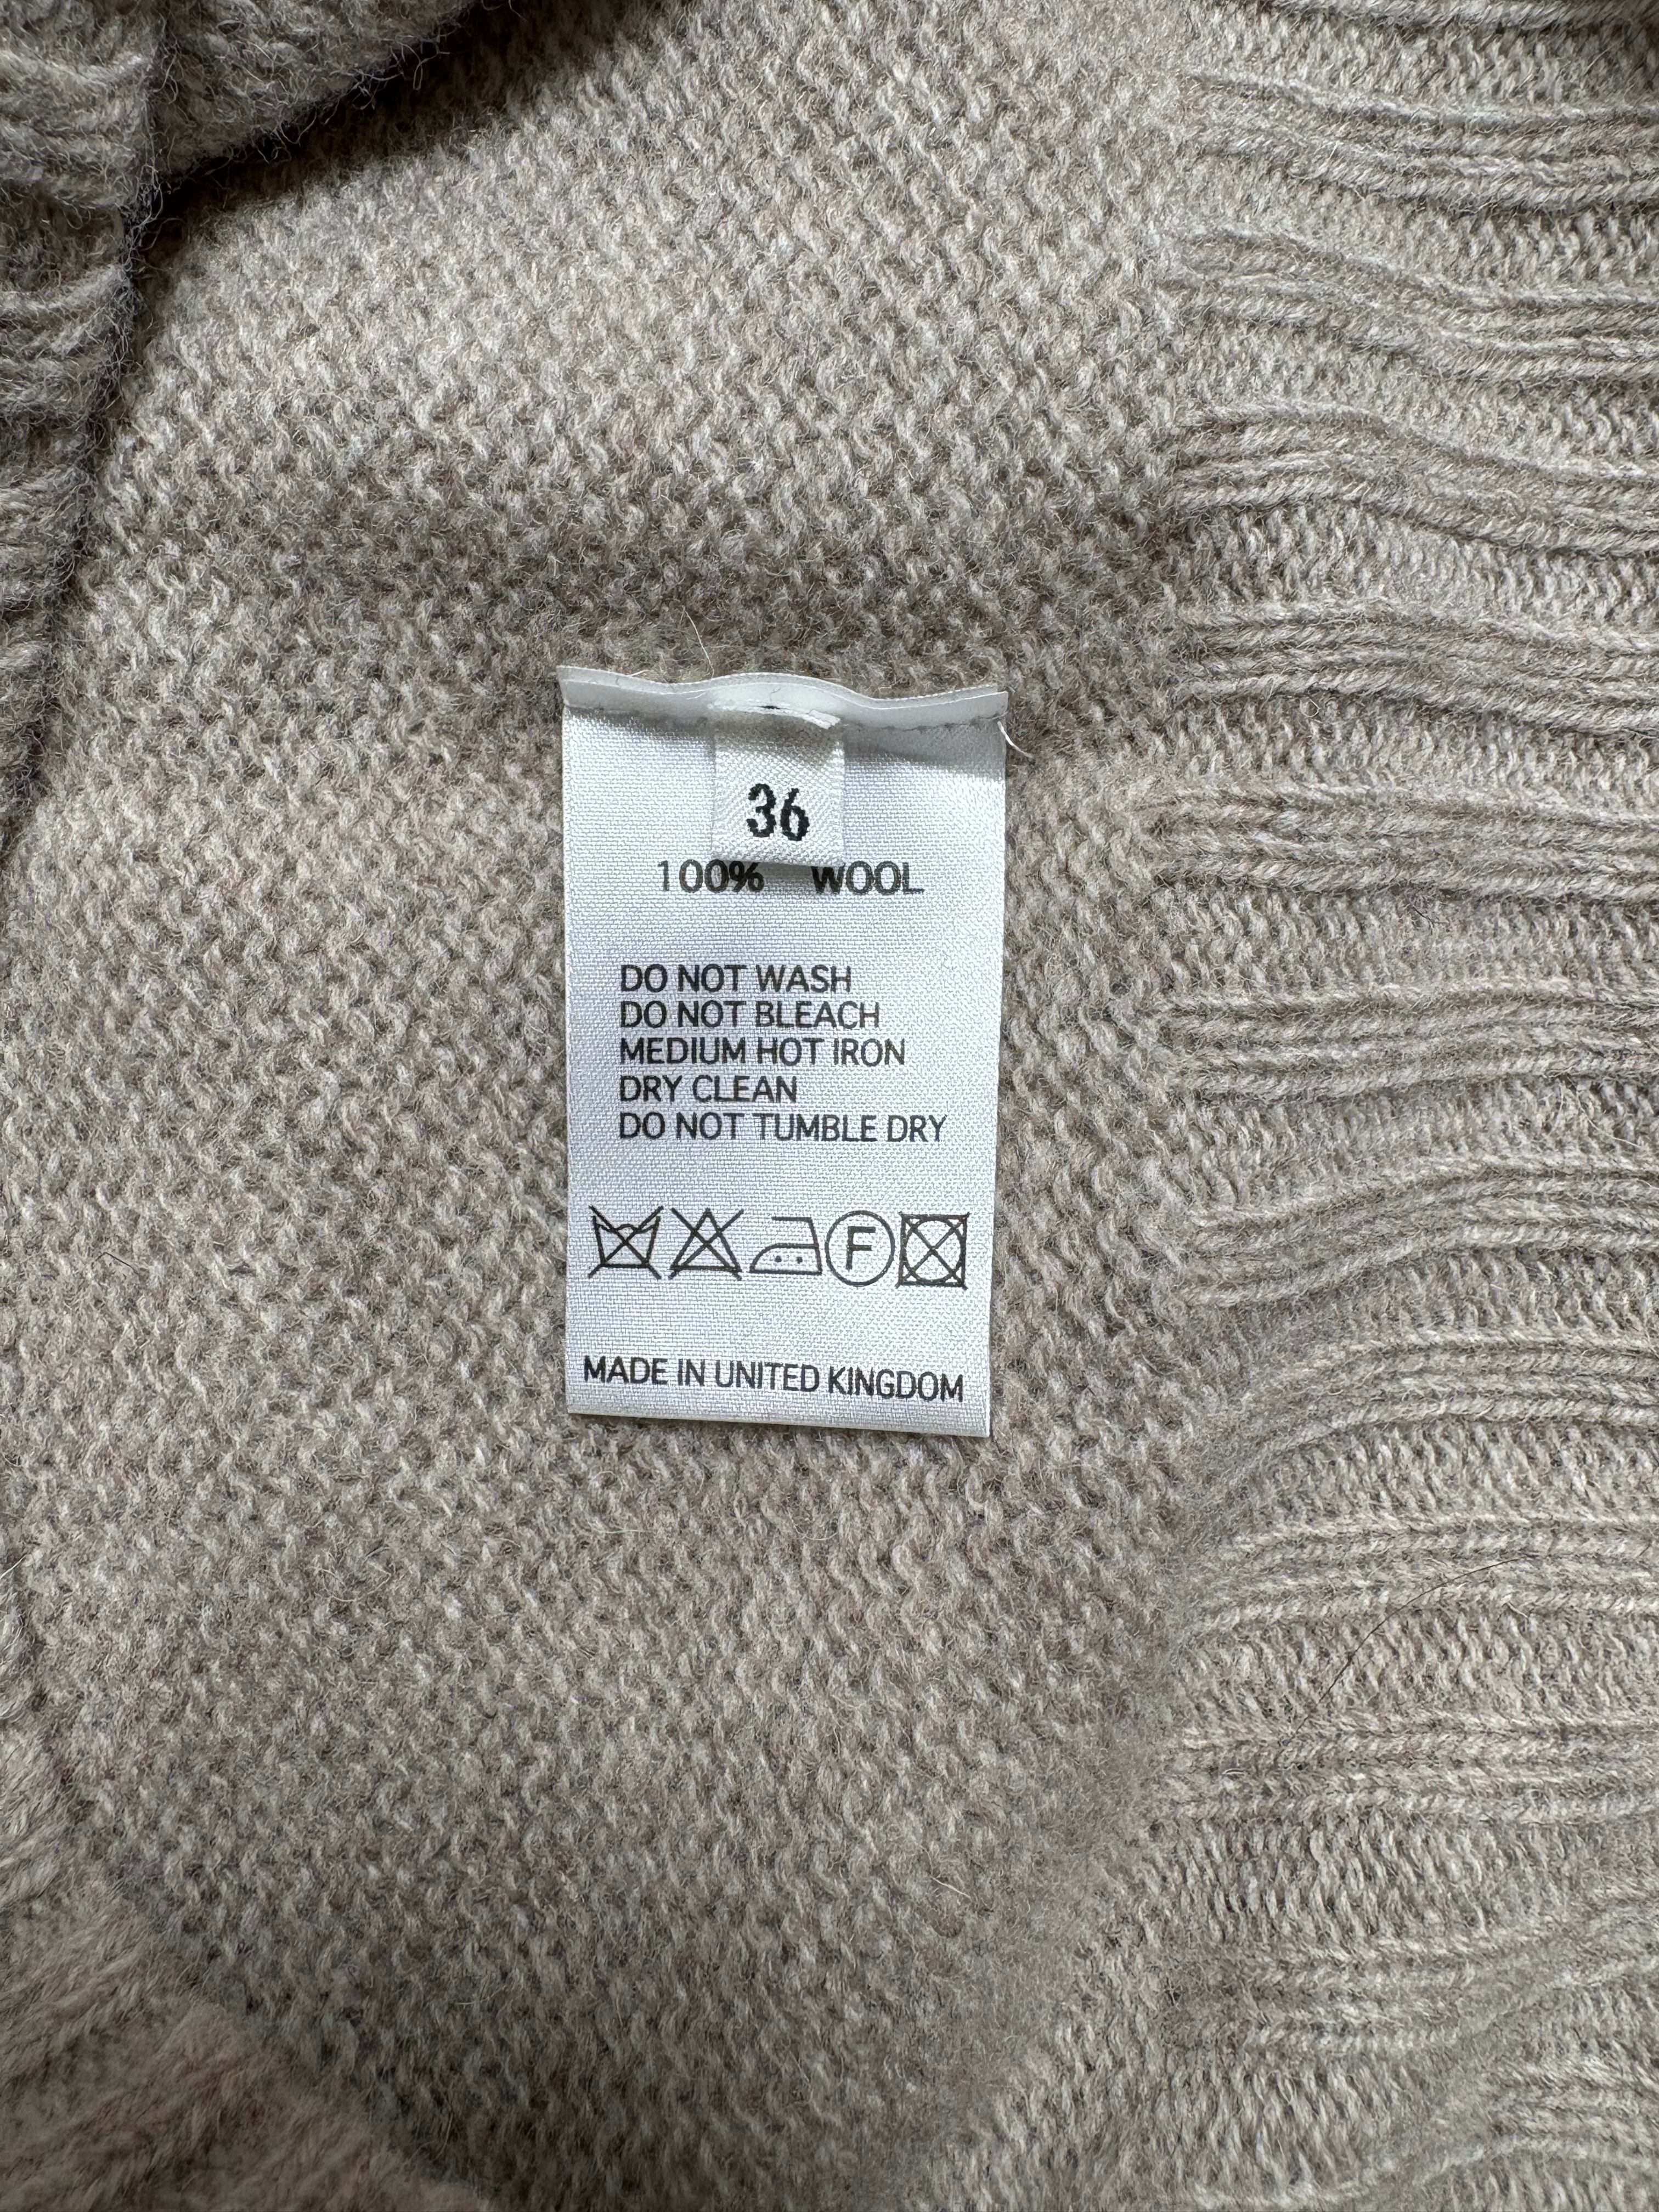 36
100% WOOL
DO NOT WASH
DO NOT BLEACH
MEDIUM HOT IRON
DRY CLEAN
DO NOT TUMBLE DRY
F
MADE IN UNITED KINGDOM